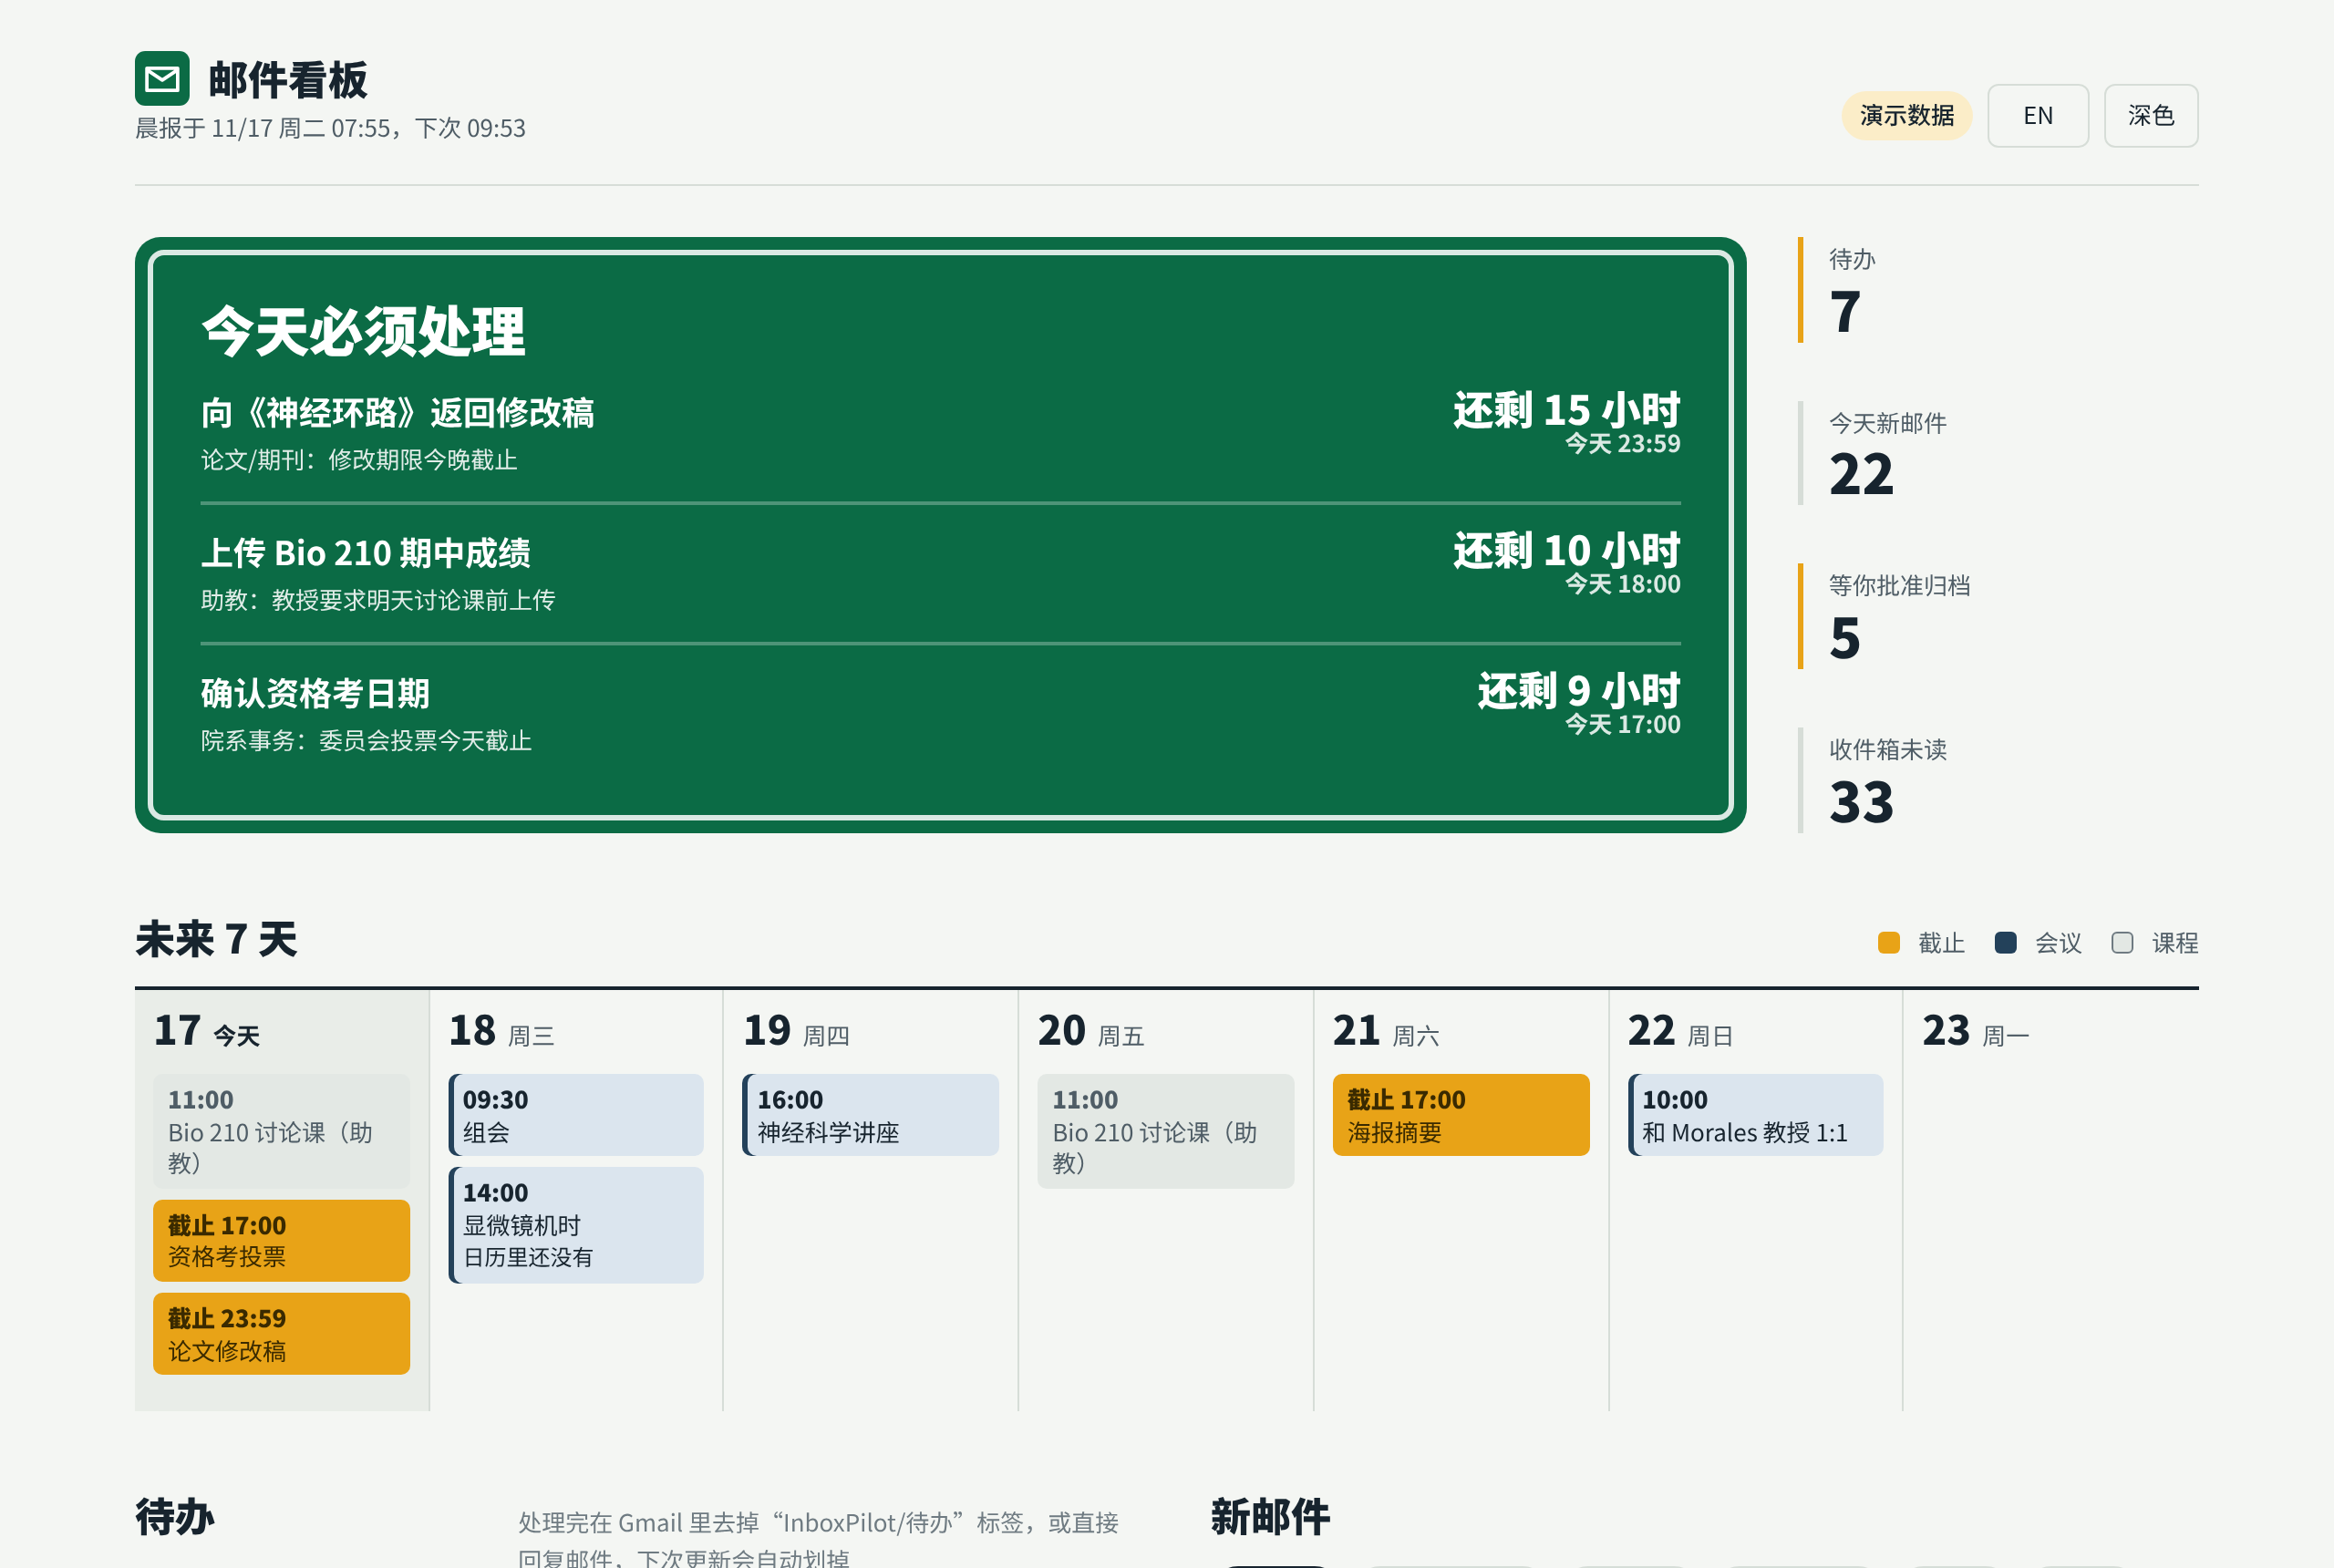 邮件看板
晨报于 11/17 周二 07:55，下次 09:53
演示数据
EN
深色
今天必须处理
向《神经环路》返回修改稿
还剩 15 小时
论文/期刊：修改期限今晚截止
今天 23:59
上传 Bio 210 期中成绩
还剩 10 小时
助教：教授要求明天讨论课前上传
今天 18:00
确认资格考日期
还剩 9 小时
院系事务：委员会投票今天截止
今天 17:00
待办
7
今天新邮件
22
等你批准归档
5
收件箱未读
33
未来 7 天
截止
会议
课程
17 今天
11:00
Bio 210 讨论课（助
教）
截止 17:00
资格考投票
截止 23:59
论文修改稿
18 周三
09:30
组会
14:00
显微镜机时
日历里还没有
19 周四
16:00
神经科学讲座
20 周五
11:00
Bio 210 讨论课（助
教）
21 周六
截止 17:00
海报摘要
22 周日
10:00
和 Morales 教授 1:1
23 周一
待办
处理完在 Gmail 里去掉“InboxPilot/待办”标签，或直接
回复邮件，下次更新会自动划掉
新邮件